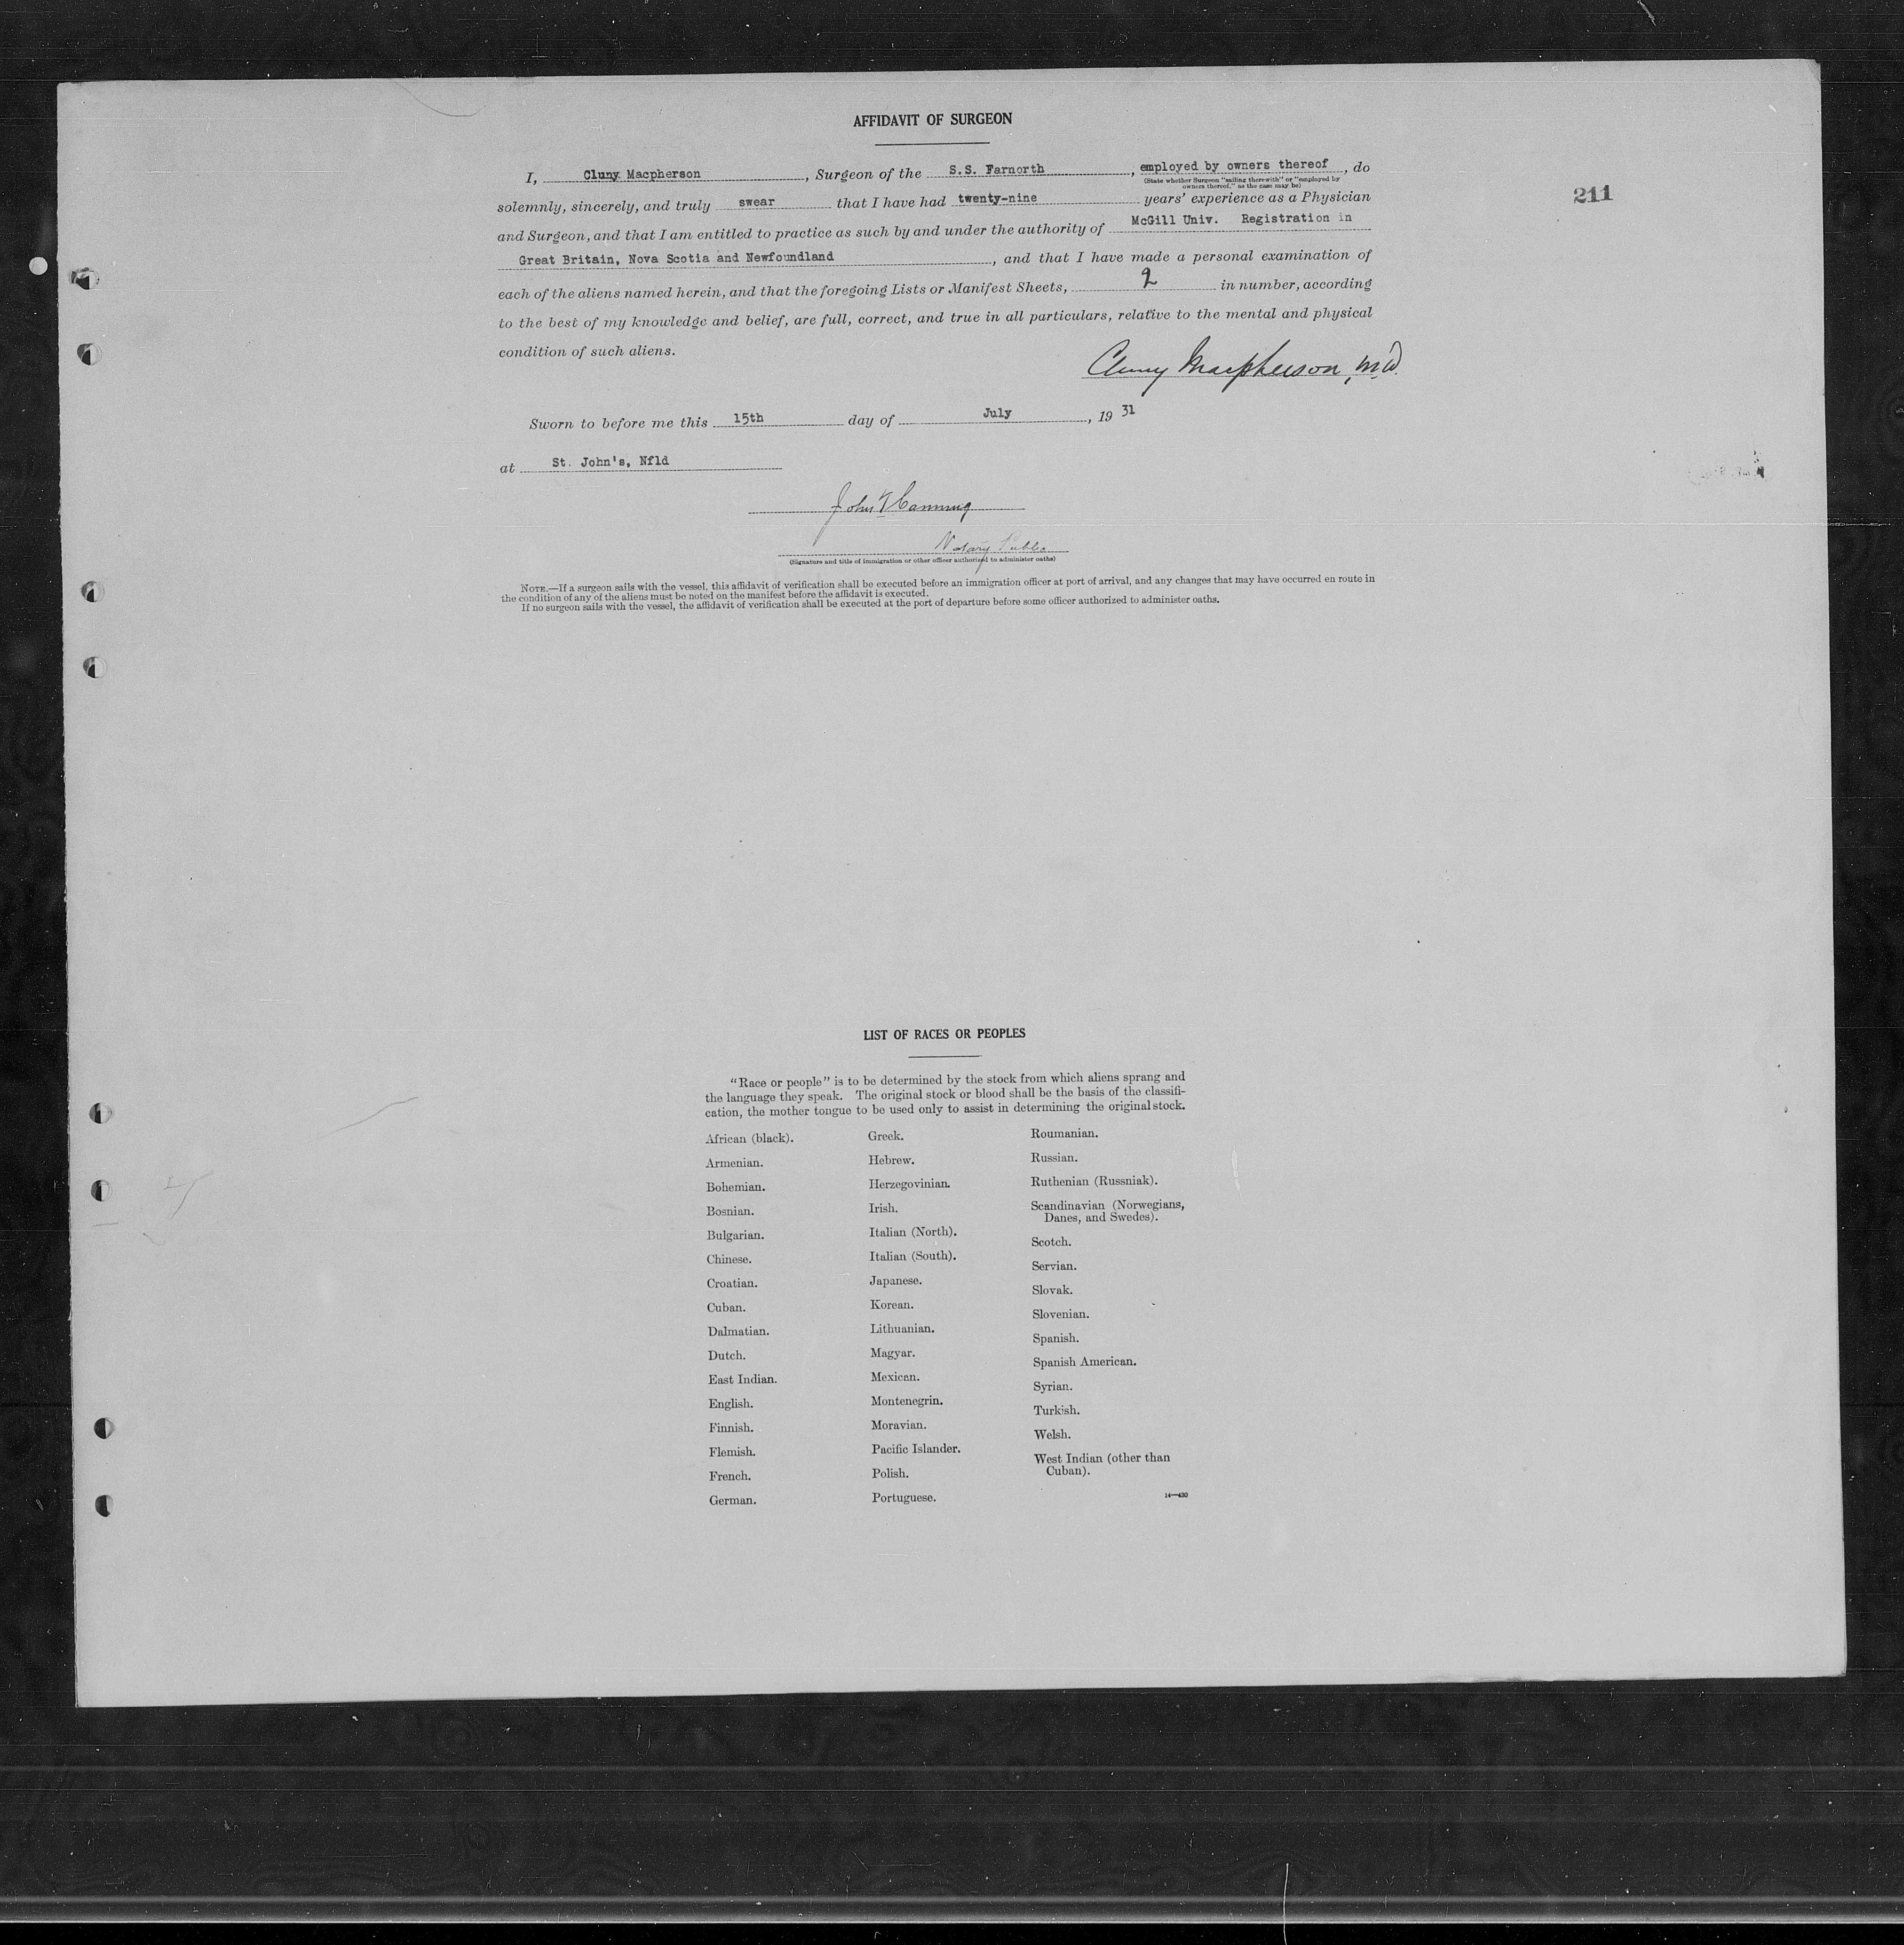 AFFIDAVIT OF SURGEON
I, Cluny Macpherson, Surgeon of the S.S. Farnorth, employed by owners thereof, do
(State whether Surgeon "sailing therewith" or "employed by
owners thereof," as the case may be)
211
solemnly, sincerely, and truly swear that I have had twenty-nine years' experience as a Physician
and Surgeon, and that I am entitled to practice as such by and under the authority of McGill Univ. Registration in
Great Britain, Nova Scotia and Newfoundland, and that I have made a personal examination of
each of the aliens named herein, and that the foregoing Lists or Manifest Sheets, 2 in number, according
to the best of my knowledge and belief, are full, correct, and true in all particulars, relative to the mental and physical
condition of such aliens.
Cluny Macpherson, M.D.
Sworn to before me this 15th day of July, 19 31
at St. John's, Nfld
John Canning
Notary Public
(Signature and title of immigration or other officer authorized to administer oaths)
NOTE.—If a surgeon sails with the vessel, this affidavit of verification shall be executed before an immigration officer at port of arrival, and any changes that may have occurred en route in
the condition of any of the aliens must be noted on the manifest before the affidavit is executed.
If no surgeon sails with the vessel, the affidavit of verification shall be executed at the port of departure before some officer authorized to administer oaths.
LIST OF RACES OR PEOPLES
"Race or people" is to be determined by the stock from which aliens sprang and
the language they speak. The original stock or blood shall be the basis of the classifi-
cation, the mother tongue to be used only to assist in determining the original stock.
African (black).
Armenian.
Bohemian.
Bosnian.
Bulgarian.
Chinese.
Croatian.
Cuban.
Dalmatian.
Dutch.
East Indian.
English.
Finnish.
Flemish.
French.
German.
Greek.
Hebrew.
Herzegovinian.
Irish.
Italian (North).
Italian (South).
Japanese.
Korean.
Lithuanian.
Magyar.
Mexican.
Montenegrin.
Moravian.
Pacific Islander.
Polish.
Portuguese.
Roumanian.
Russian.
Ruthenian (Russniak).
Scandinavian (Norwegians,
Danes, and Swedes).
Scotch.
Servian.
Slovak.
Slovenian.
Spanish.
Spanish American.
Syrian.
Turkish.
Welsh.
West Indian (other than
Cuban).
14—430